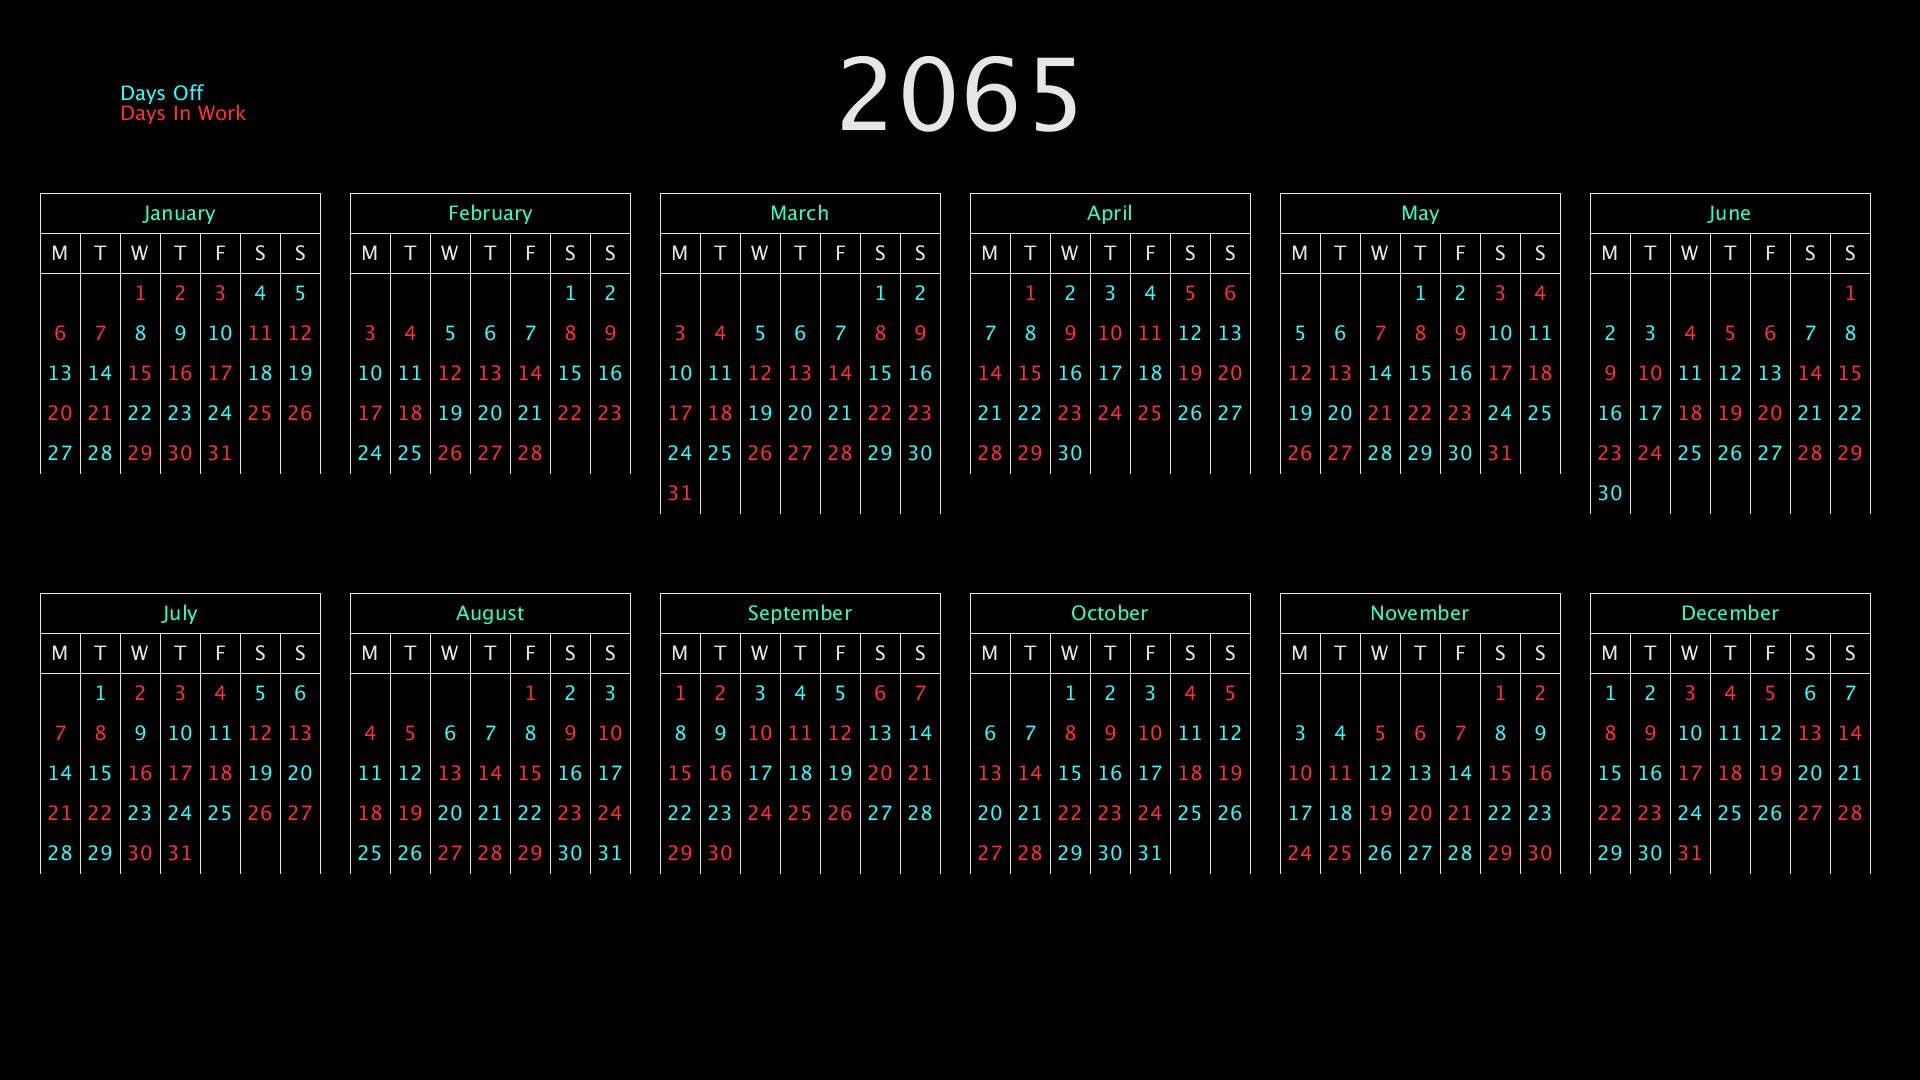 2065
Days Off
Days In Work
January February March April May June
M T W T F S S M T W T F S S M T W T F S S M T W T F S S M T W T F S S M T W T F S S
1 2 3 4 5 1 2 1 2 1 2 3 4 5 6 1 2 3 4 1
6 7 8 9 10 11 12 3 4 5 6 7 8 9 3 4 5 6 7 8 9 7 8 9 10 11 12 13 5 6 7 8 9 10 11 2 3 4 5 6 7 8
13 14 15 16 17 18 19 10 11 12 13 14 15 16 10 11 12 13 14 15 16 14 15 16 17 18 19 20 12 13 14 15 16 17 18 9 10 11 12 13 14 15
20 21 22 23 24 25 26 17 18 19 20 21 22 23 17 18 19 20 21 22 23 21 22 23 24 25 26 27 19 20 21 22 23 24 25 16 17 18 19 20 21 22
27 28 29 30 31 24 25 26 27 28 24 25 26 27 28 29 30 28 29 30 26 27 28 29 30 31 23 24 25 26 27 28 29
31 30
July August September October November December
M T W T F S S M T W T F S S M T W T F S S M T W T F S S M T W T F S S M T W T F S S
1 2 3 4 5 6 1 2 3 1 2 3 4 5 6 7 1 2 3 4 5 1 2 1 2 3 4 5 6 7
7 8 9 10 11 12 13 4 5 6 7 8 9 10 8 9 10 11 12 13 14 6 7 8 9 10 11 12 3 4 5 6 7 8 9 8 9 10 11 12 13 14
14 15 16 17 18 19 20 11 12 13 14 15 16 17 15 16 17 18 19 20 21 13 14 15 16 17 18 19 10 11 12 13 14 15 16 15 16 17 18 19 20 21
21 22 23 24 25 26 27 18 19 20 21 22 23 24 22 23 24 25 26 27 28 20 21 22 23 24 25 26 17 18 19 20 21 22 23 22 23 24 25 26 27 28
28 29 30 31 25 26 27 28 29 30 31 29 30 27 28 29 30 31 24 25 26 27 28 29 30 29 30 31